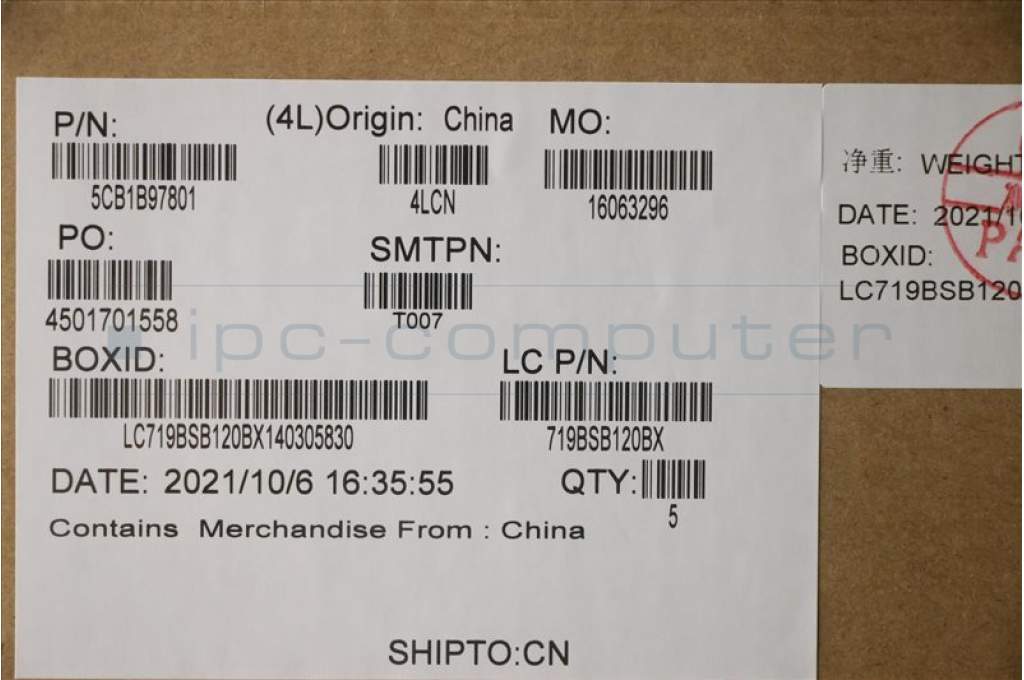 P/N: (4L)Origin: China MO:
5CB1B97801 4LCN 16063296
PO: SMTPN:
4501701558 T007
ipc-computer
BOXID: LC P/N:
LC719BSB120BX140305830 719BSB120BX
DATE: 2021/10/6 16:35:55 QTY:
5
Contains Merchandise From : China
SHIPTO:CN
净重: WEIGHT
DATE: 2021/10
BOXID:
LC719BSB120